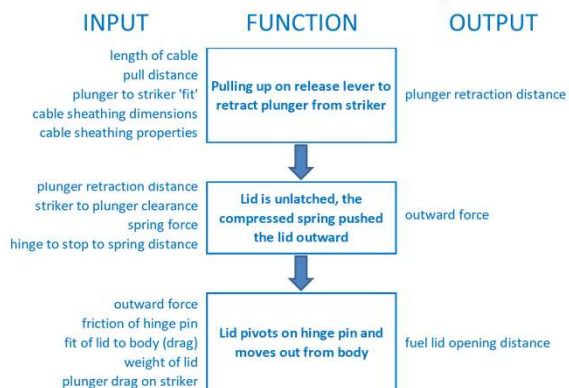 INPUT FUNCTION OUTPUT
length of cable
pull distance
plunger to striker 'fit'
cable sheathing dimensions
cable sheathing properties
Pulling up on release lever to
retract plunger from striker
plunger retraction distance
plunger retraction distance
striker to plunger clearance
spring force
hinge to stop to spring distance
Lid is unlatched, the
compressed spring pushed
the lid outward
outward force
outward force
friction of hinge pin
fit of lid to body (drag)
weight of lid
plunger drag on striker
Lid pivots on hinge pin and
moves out from body
fuel lid opening distance